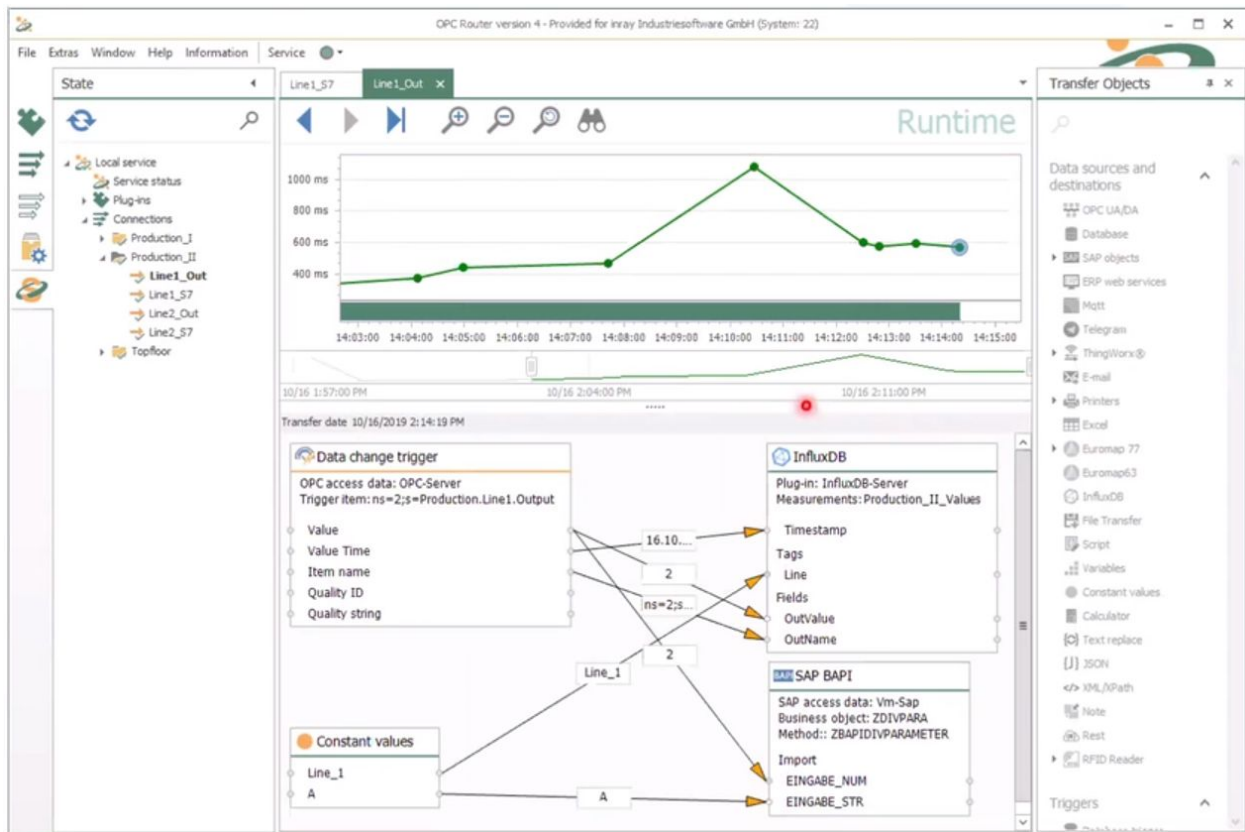 OPC Router version 4 - Provided for inray Industriesoftware GmbH (System: 22)
File Extras Window Help Information Service
State
Local service
Service status
Plug-ins
Connections
Production_I
Production_II
Line1_Out
Line1_S7
Line2_Out
Line2_S7
Topfloor
Line1_S7 Line1_Out
Runtime
1000 ms
800 ms
600 ms
400 ms
14:03:00 14:04:00 14:05:00 14:06:00 14:07:00 14:08:00 14:09:00 14:10:00 14:11:00 14:12:00 14:13:00 14:14:00 14:15:00
10/16 1:57:00 PM 10/16 2:04:00 PM 10/16 2:11:00 PM
Transfer date 10/16/2019 2:14:19 PM
Data change trigger
OPC access data: OPC-Server
Trigger item: ns=2;s=Production.Line1.Output
Value
Value Time
Item name
Quality ID
Quality string
16.10....
2
ns=2;s...
2
Line_1
A
InfluxDB
Plug-in: InfluxDB-Server
Measurements: Production_II_Values
Timestamp
Tags
Line
Fields
OutValue
OutName
BAPI SAP BAPI
SAP access data: Vm-Sap
Business object: ZDIVPARA
Method:: ZBAPIDIVPARAMETER
Import
EINGABE_NUM
EINGABE_STR
Constant values
Line_1
A
Transfer Objects
Data sources and
destinations
OPC UA/DA
Database
SAP SAP objects
ERP web services
Mqtt
Telegram
ThingWorx®
E-mail
Printers
Excel
Euromap 77
Euromap63
InfluxDB
File Transfer
Script
Variables
Constant values
Calculator
Text replace
[J] JSON
</> XML/XPath
Note
Rest
RFID Reader
Triggers
Database trigger